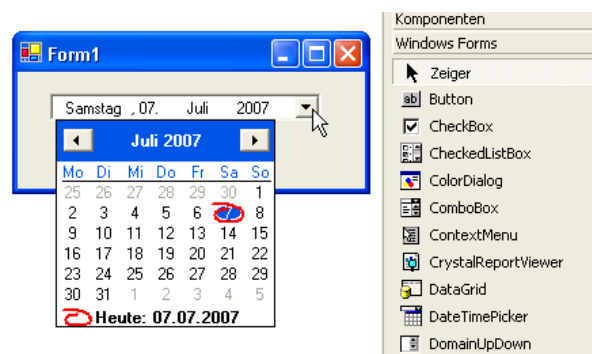 Form1
Samstag , 07. Juli 2007
Juli 2007
Mo Di Mi Do Fr Sa So
25 26 27 28 29 30 1
2 3 4 5 6 7 8
9 10 11 12 13 14 15
16 17 18 19 20 21 22
23 24 25 26 27 28 29
30 31 1 2 3 4 5
Heute: 07.07.2007
Komponenten
Windows Forms
Zeiger
ab Button
CheckBox
CheckedListBox
ColorDialog
ComboBox
ContextMenu
CrystalReportViewer
DataGrid
DateTimePicker
DomainUpDown